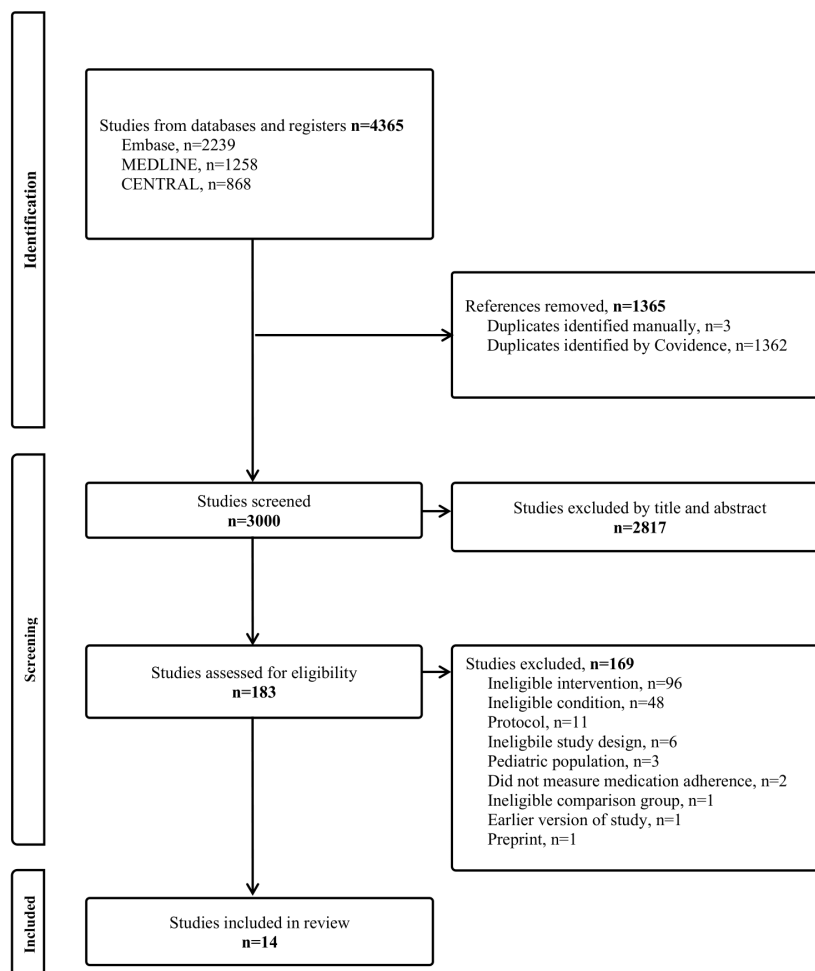 Identification
Studies from databases and registers n=4365
Embase, n=2239
MEDLINE, n=1258
CENTRAL, n=868
References removed, n=1365
Duplicates identified manually, n=3
Duplicates identified by Covidence, n=1362
Screening
Studies screened
n=3000
Studies excluded by title and abstract
n=2817
Studies assessed for eligibility
n=183
Studies excluded, n=169
Ineligible intervention, n=96
Ineligible condition, n=48
Protocol, n=11
Ineligbile study design, n=6
Pediatric population, n=3
Did not measure medication adherence, n=2
Ineligible comparison group, n=1
Earlier version of study, n=1
Preprint, n=1
Included
Studies included in review
n=14